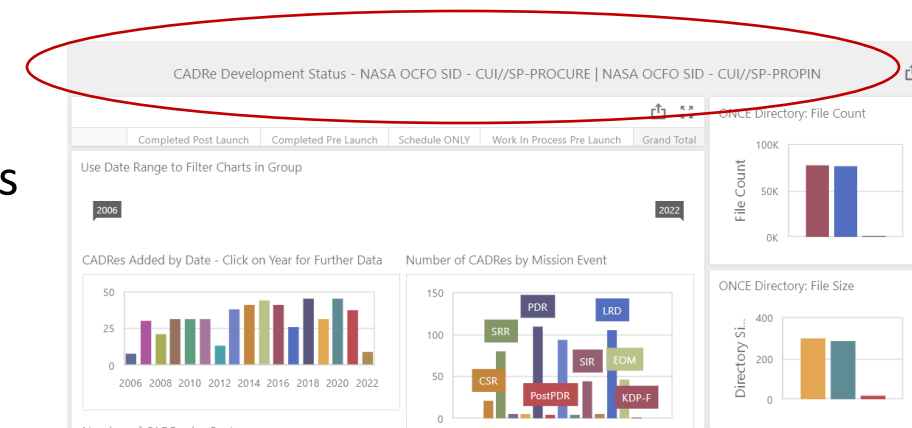 CADRe Development Status - NASA OCFO SID - CUI//SP-PROCURE | NASA OCFO SID - CUI//SP-PROPIN
s
Completed Post Launch Completed Pre Launch Schedule ONLY Work In Process Pre Launch Grand Total
Use Date Range to Filter Charts in Group
2006 2022
CADRes Added by Date - Click on Year for Further Data
50
25
0
2006 2008 2010 2012 2014 2016 2018 2020 2022
Number of CADRes by Mission Event
150
100
50
0
PDR
LRD
SRR
SIR
EOM
CSR
PostPDR
KDP-F
ONCE Directory: File Count
File Count
100K
50K
0K
ONCE Directory: File Size
Directory Si...
400
200
0